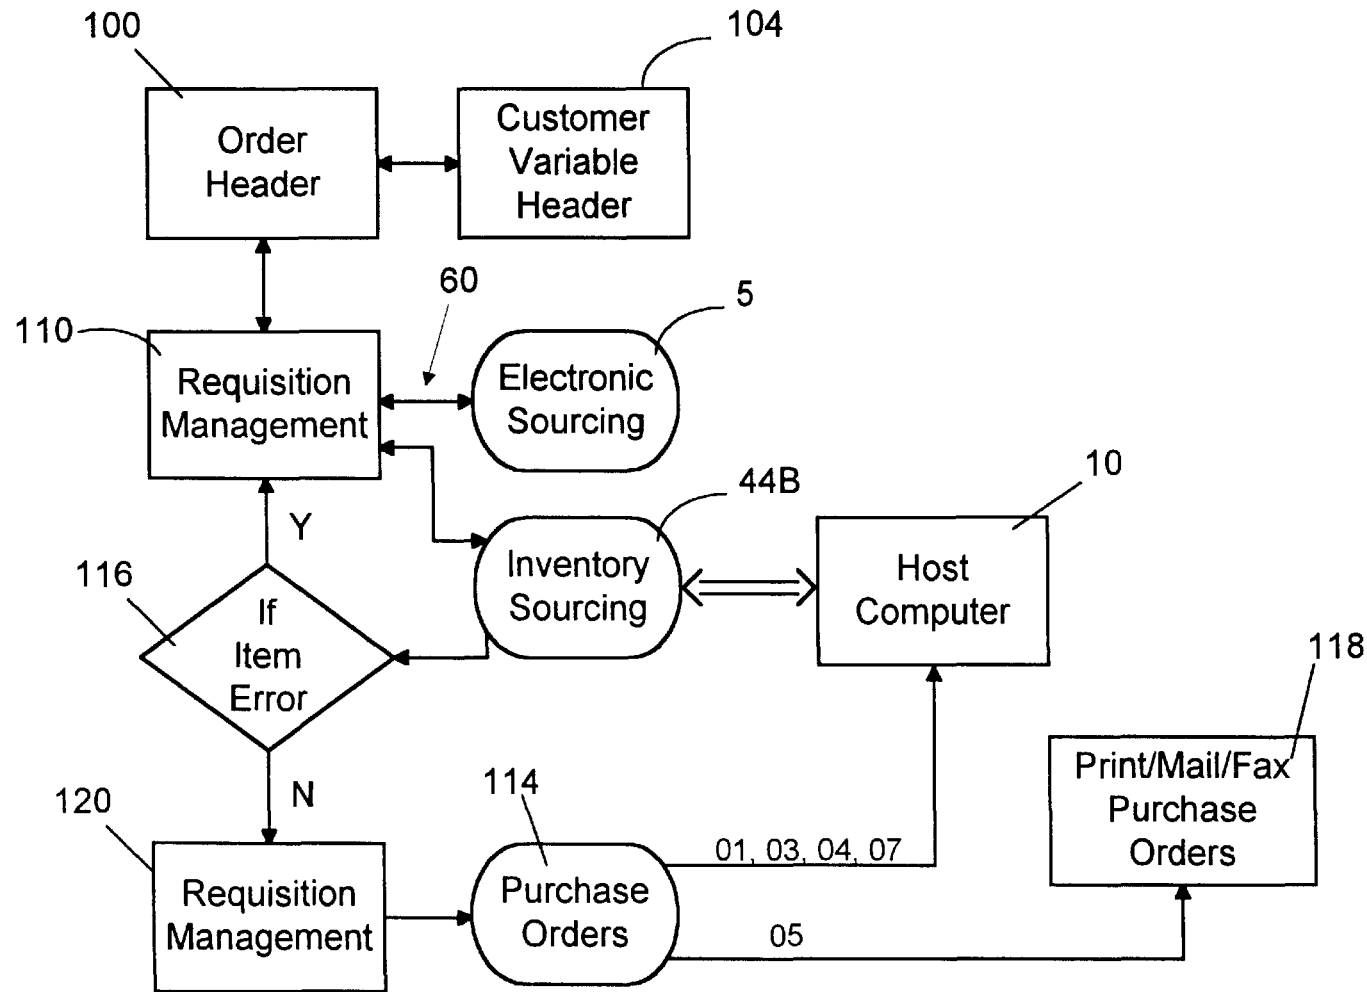 100
104
Order
Header
Customer
Variable
Header
60
5
110
Requisition
Management
Electronic
Sourcing
44B
10
Y
Inventory
Sourcing
Host
Computer
116
If
Item
Error
118
N
114
Print/Mail/Fax
Purchase
Orders
120
01, 03, 04, 07
Requisition
Management
Purchase
Orders
05